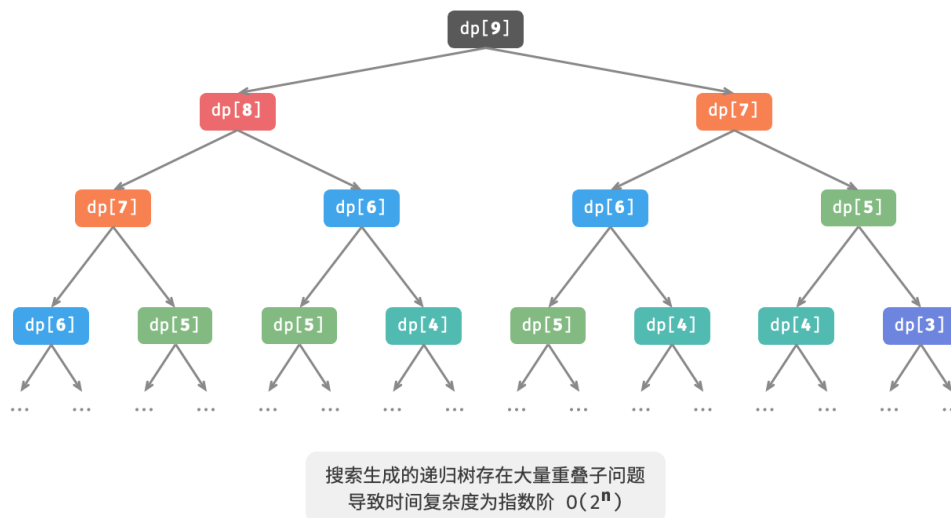 dp[9]
dp[8] dp[7]
dp[7] dp[6] dp[6] dp[5]
dp[6] dp[5] dp[5] dp[4] dp[5] dp[4] dp[4] dp[3]
... ... ... ... ... ... ... ... ... ... ... ... ... ... ... ...
搜索生成的递归树存在大量重叠子问题
导致时间复杂度为指数阶 O(2ⁿ)